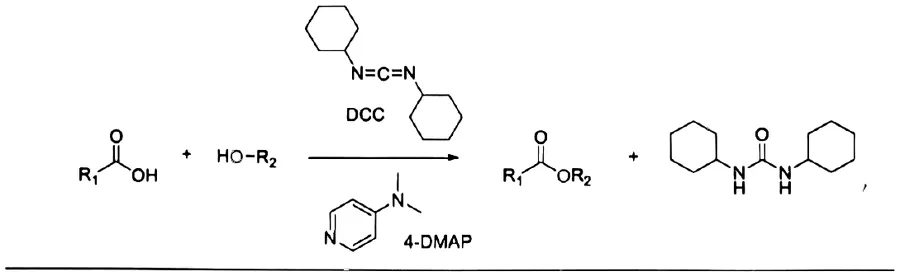 N=C=N
DCC
O
R1 OH + HO-R2 O
R1 OR2 + O
N
H N
H ,
N
N 4-DMAP